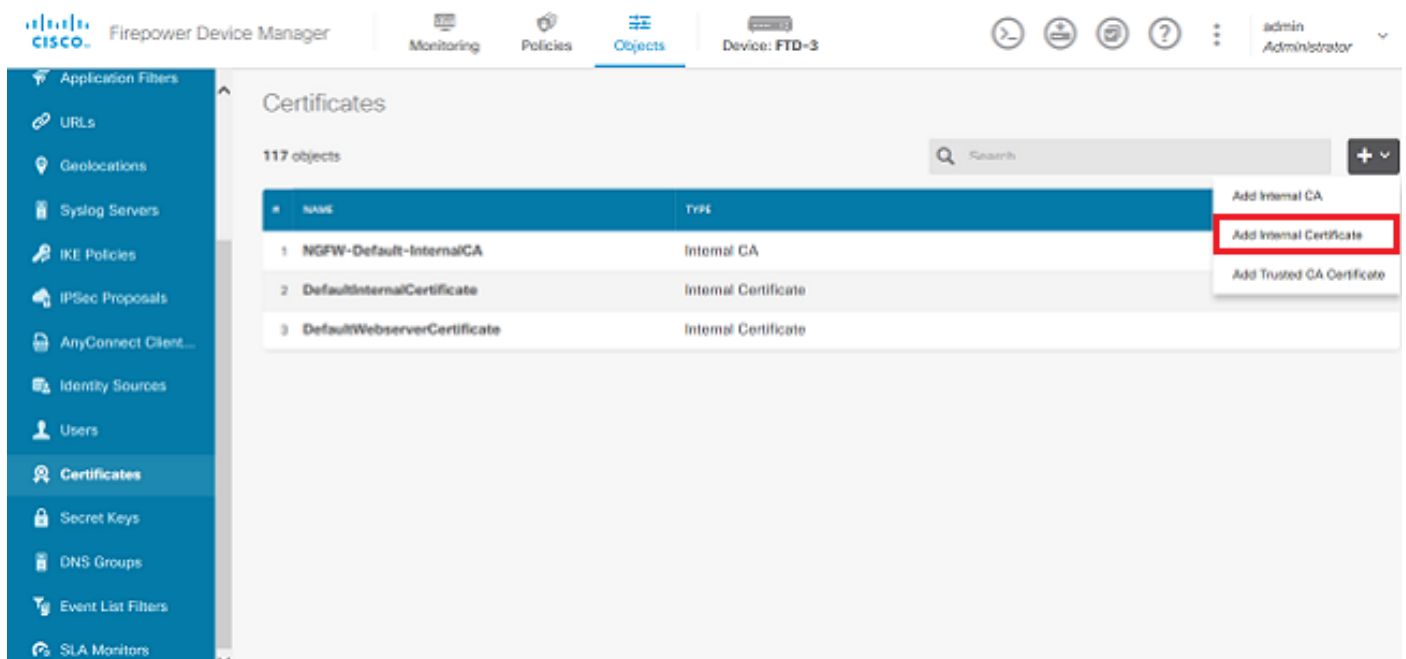 CISCO. Firepower Device Manager Monitoring Policies Objects Device: FTD-3 admin
Administrator
Application Filters
URLs
Geolocations
Syslog Servers
IKE Policies
IPSec Proposals
AnyConnect Client...
Identity Sources
Users
Certificates
Secret Keys
DNS Groups
Event List Filters
SLA Monitors
Certificates
117 objects
Search
# NAME TYPE
1 NGFW-Default-InternalCA Internal CA
2 DefaultInternalCertificate Internal Certificate
3 DefaultWebserverCertificate Internal Certificate
Add Internal CA
Add Internal Certificate
Add Trusted CA Certificate